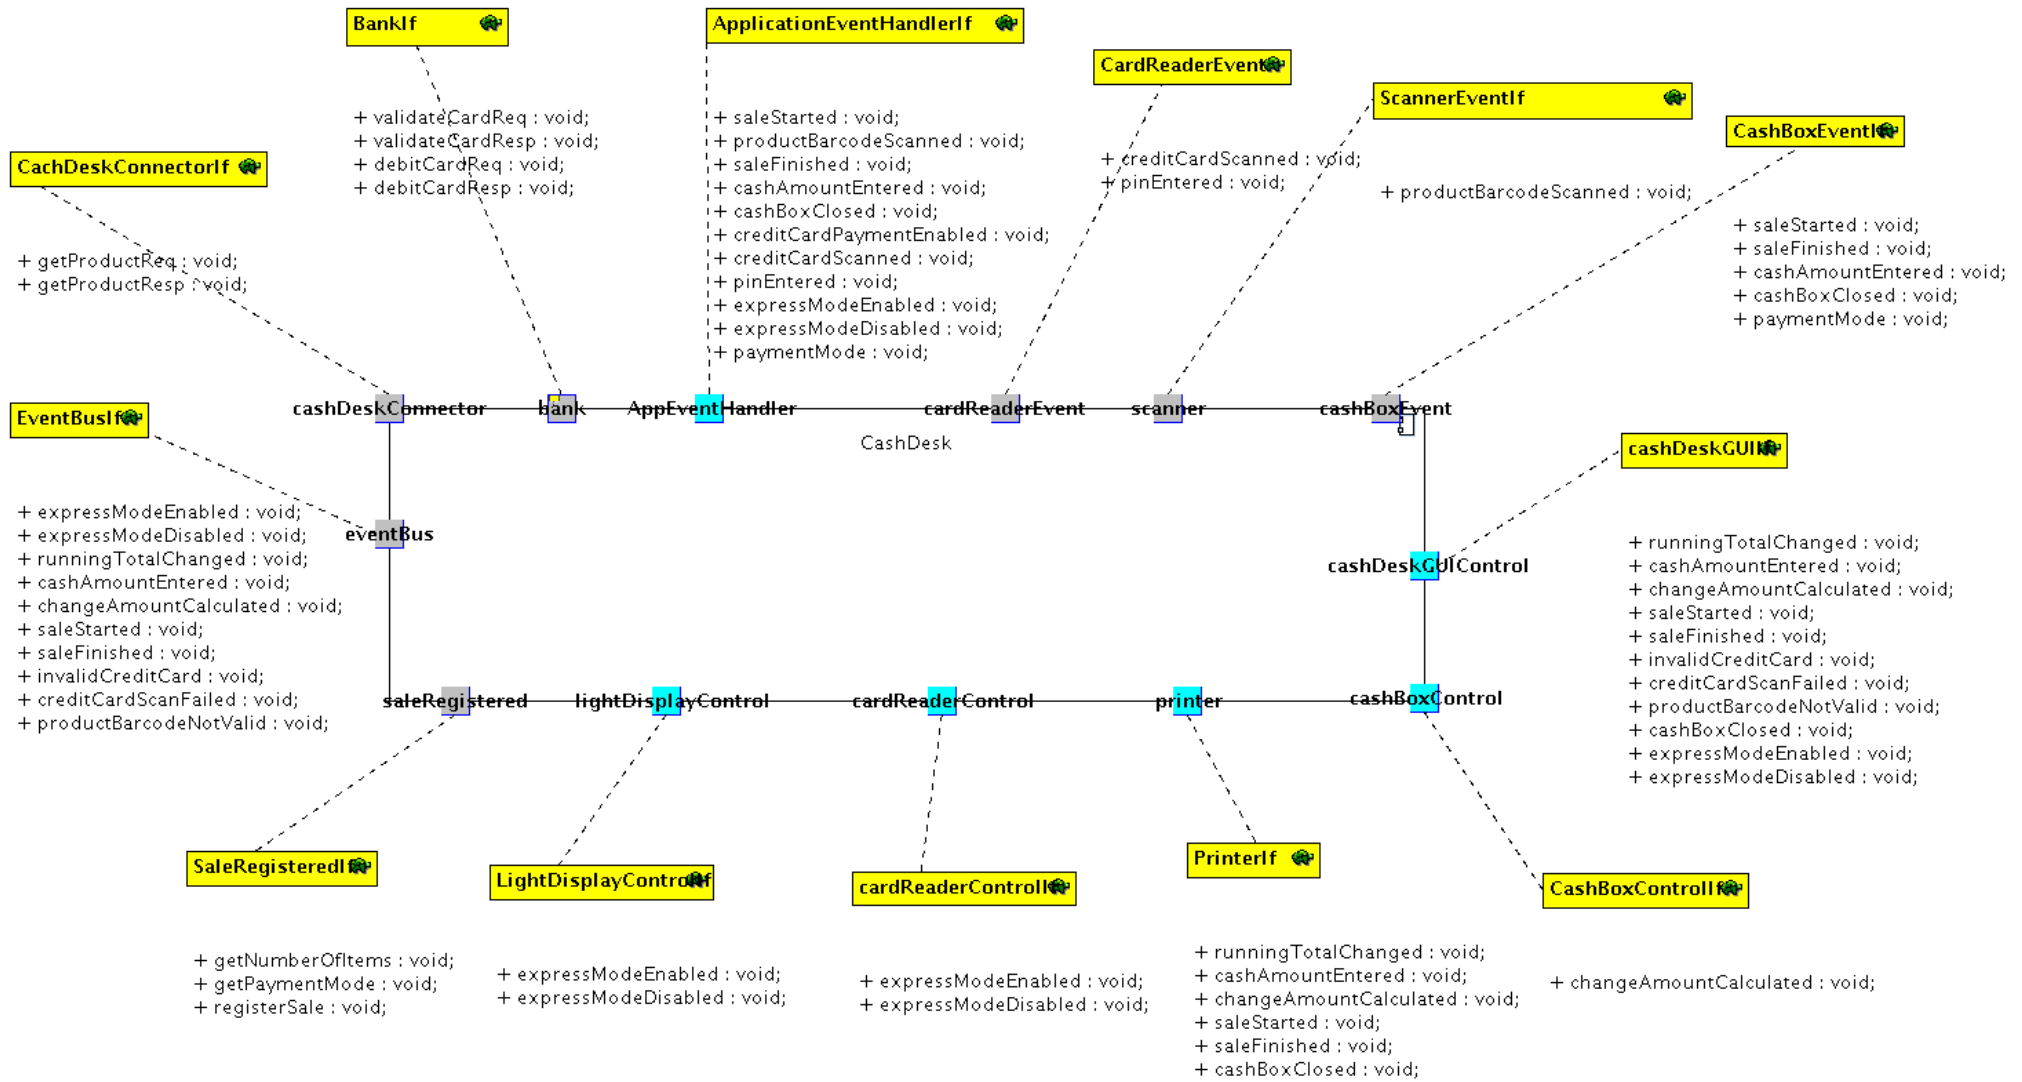 BankIf
+ validateCardReq : void;
+ validateCardResp : void;
+ debitCardReq : void;
+ debitCardResp : void;
ApplicationEventHandlerIf
+ saleStarted : void;
+ productBarcodeScanned : void;
+ saleFinished : void;
+ cashAmountEntered : void;
+ cashBoxClosed : void;
+ creditCardPaymentEnabled : void;
+ creditCardScanned : void;
+ pinEntered : void;
+ expressModeEnabled : void;
+ expressModeDisabled : void;
+ paymentMode : void;
CardReaderEvent
+ creditCardScanned : void;
+ pinEntered : void;
ScannerEventIf
+ productBarcodeScanned : void;
CashBoxEventIf
+ saleStarted : void;
+ saleFinished : void;
+ cashAmountEntered : void;
+ cashBoxClosed : void;
+ paymentMode : void;
CachDeskConnectorIf
+ getProductReq : void;
+ getProductResp : void;
cashDeskConnector
bank
AppEventHandler
cardReaderEvent
scanner
cashBoxEvent
CashDesk
EventBusIf
+ expressModeEnabled : void;
+ expressModeDisabled : void;
+ runningTotalChanged : void;
+ cashAmountEntered : void;
+ changeAmountCalculated : void;
+ saleStarted : void;
+ saleFinished : void;
+ invalidCreditCard : void;
+ creditCardScanFailed : void;
+ productBarcodeNotValid : void;
eventBus
cashDeskGUIControl
cashDeskGUIIf
+ runningTotalChanged : void;
+ cashAmountEntered : void;
+ changeAmountCalculated : void;
+ saleStarted : void;
+ saleFinished : void;
+ invalidCreditCard : void;
+ creditCardScanFailed : void;
+ productBarcodeNotValid : void;
+ cashBoxClosed : void;
+ expressModeEnabled : void;
+ expressModeDisabled : void;
saleRegistered
lightDisplayControl
cardReaderControl
printer
cashBoxControl
SaleRegisteredIf
+ getNumberOfItems : void;
+ getPaymentMode : void;
+ registerSale : void;
LightDisplayControlIf
+ expressModeEnabled : void;
+ expressModeDisabled : void;
cardReaderControlIf
+ expressModeEnabled : void;
+ expressModeDisabled : void;
PrinterIf
+ runningTotalChanged : void;
+ cashAmountEntered : void;
+ changeAmountCalculated : void;
+ saleStarted : void;
+ saleFinished : void;
+ cashBoxClosed : void;
CashBoxControlIf
+ changeAmountCalculated : void;